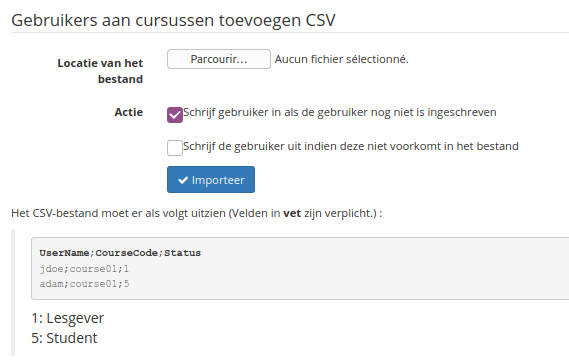 Gebruikers aan cursussen toevoegen CSV
Locatie van het bestand
Parcourir... Aucun fichier sélectionné.
Actie
Schrijf gebruiker in als de gebruiker nog niet is ingeschreven
Schrijf de gebruiker uit indien deze niet voorkomt in het bestand
Importeer
Het CSV-bestand moet er als volgt uitzien (Velden in vet zijn verplicht.) :
UserName;CourseCode;Status
jdoe;course01;1
adam;course01;5
1: Lesgever
5: Student